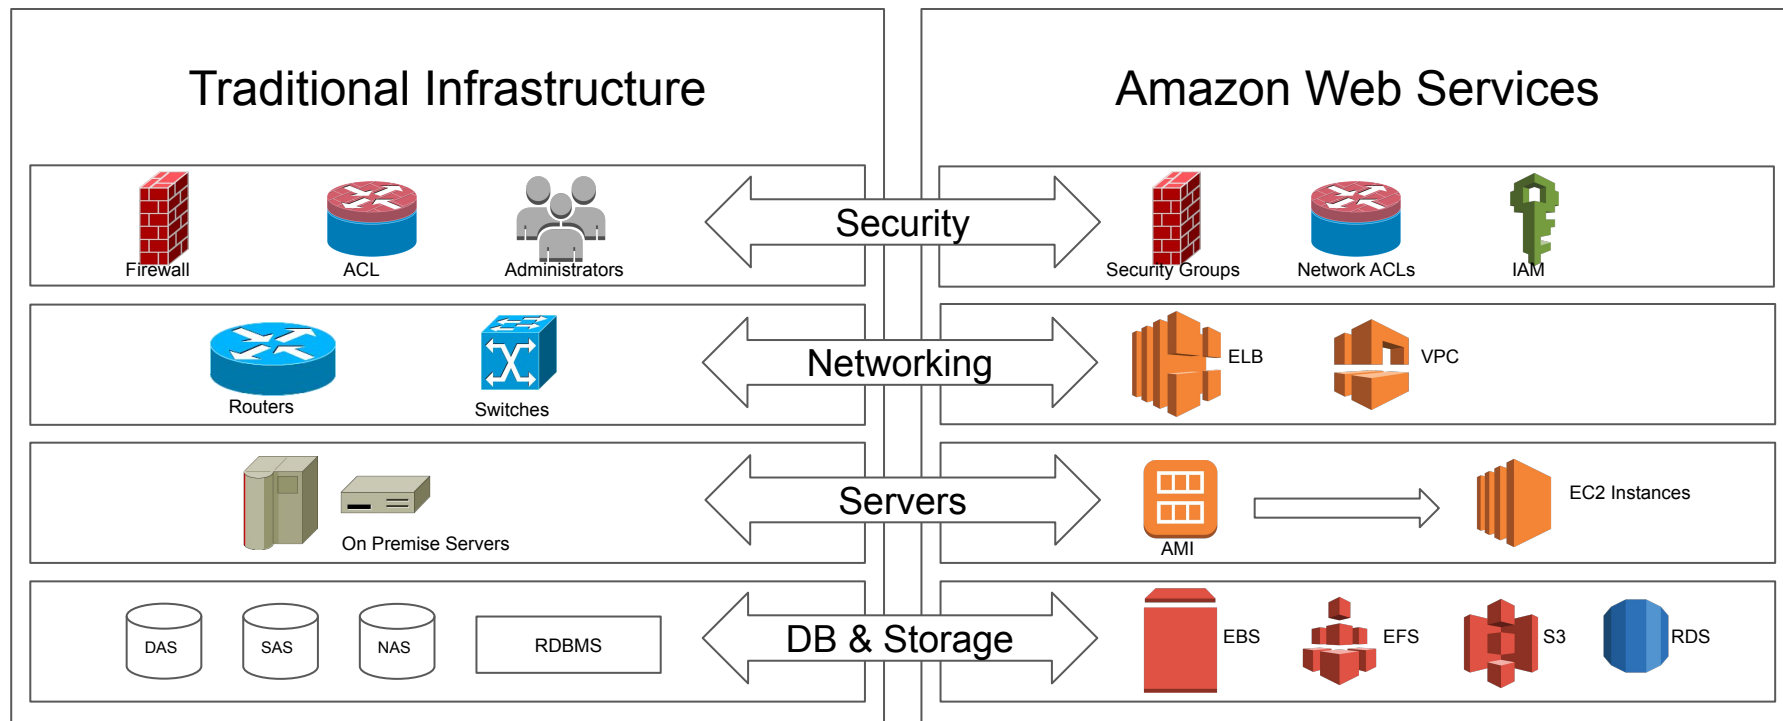 Traditional Infrastructure
Amazon Web Services
Firewall
ACL
Administrators
Security
Security Groups
Network ACLs
IAM
Routers
Switches
Networking
ELB
VPC
On Premise Servers
Servers
AMI
EC2 Instances
DAS
SAS
NAS
RDBMS
DB & Storage
EBS
EFS
S3
RDS